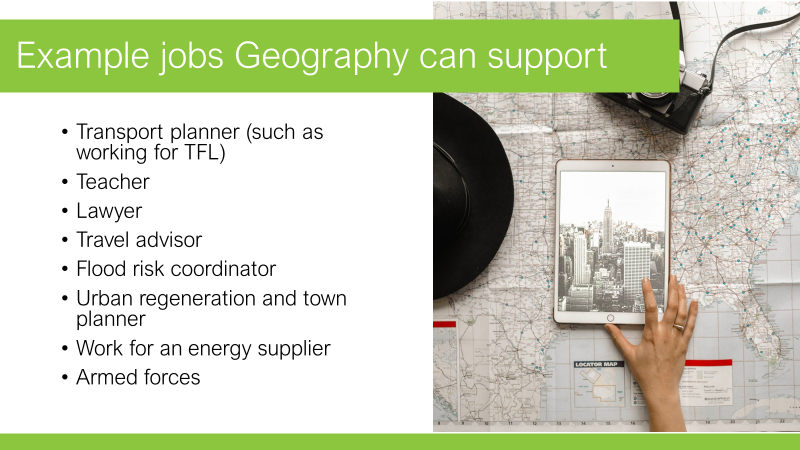 Example jobs Geography can support
• Transport planner (such as
working for TFL)
• Teacher
• Lawyer
• Travel advisor
• Flood risk coordinator
• Urban regeneration and town
planner
• Work for an energy supplier
• Armed forces
LOCATOR MAP